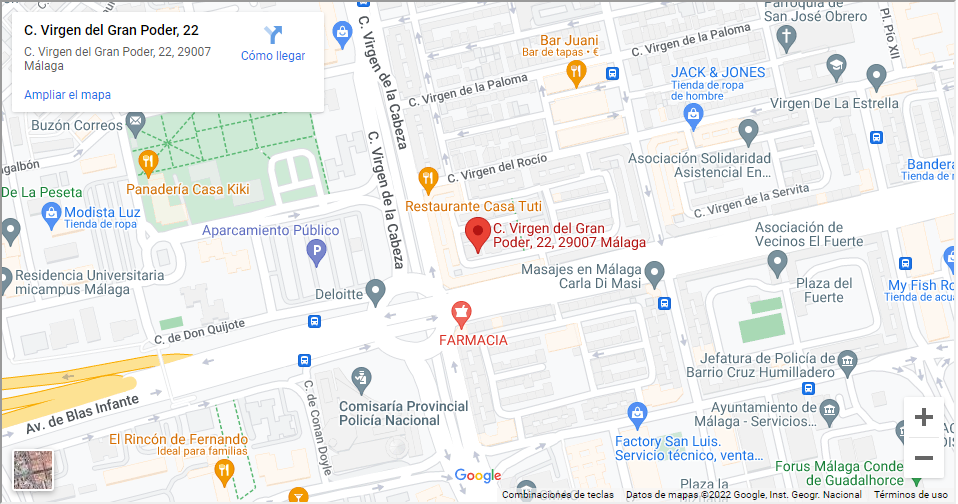 C. Virgen del Gran Poder, 22
C. Virgen del Gran Poder, 22, 29007
Málaga
Cómo llegar
Ampliar el mapa
C. Virgen de la Cabeza
C. Virgen de la Cabeza
Parroquia de
San José Obrero
Pl. Pío XII
C. Virgen de la Paloma
Bar Juani
Bar de tapas • €
C. Virgen de la Paloma
JACK & JONES
Tienda de ropa
de hombre
Virgen De La Estrella
Buzón Correos
Panadería Casa Kiki
C. Virgen del Rocío
Asociación Solidaridad
Asistencial En...
Bandera
Tienda de
De La Peseta
Modista Luz
Tienda de ropa
Restaurante Casa Tuti
C. Virgen de la Servita
Aparcamiento Público
C. Virgen del Gran
Poder, 22, 29007 Málaga
Asociación de
Vecinos El Fuerte
Residencia Universitaria
micampus Málaga
Deloitte
Masajes en Málaga
Carla Di Masi
Plaza del
Fuerte
My Fish Ro
Tienda de acua
C. de Don Quijote
FARMACIA
Jefatura de Policía de
Barrio Cruz Humilladero
Av. de Blas Infante
C. de Conan Doyle
Comisaría Provincial
Policía Nacional
Ayuntamiento de
Málaga - Servicios...
El Rincón de Fernando
Ideal para familias
Factory San Luis.
Servicio técnico, venta...
Forus Málaga Conde
de Guadalhorce
Plaza la
Google
Combinaciones de teclas
Datos de mapas ©2022 Google, Inst. Geogr. Nacional
Términos de uso